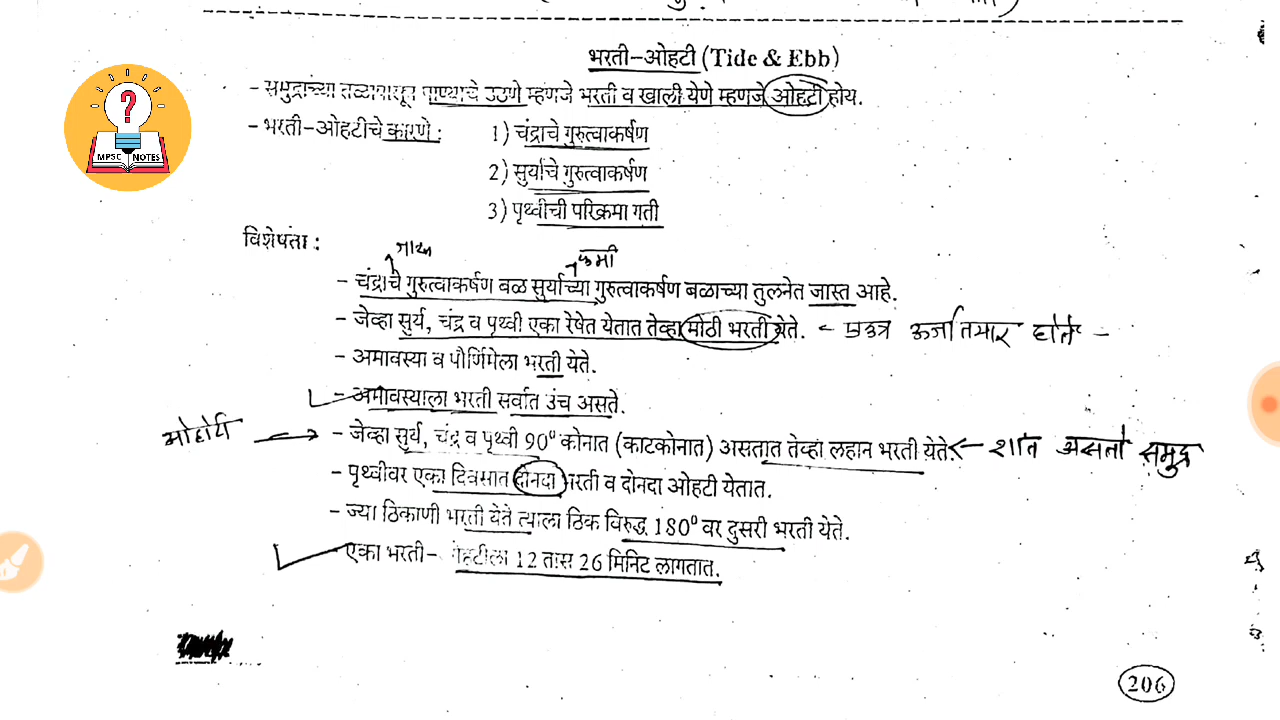 भरती-ओहटी (Tide & Ebb)
- समुद्रांच्या तळापासून पाण्याचे उठणे म्हणजे भरती व खाली येणे म्हणजे ओहटी होय.
- भरती-ओहटीचे कारणे : 1) चंद्राचे गुरुत्वाकर्षण
2) सुर्याचे गुरुत्वाकर्षण
3) पृथ्वीची परिक्रमा गती
MPSC NOTES
विशेषता :
कमी
- चंद्राचे गुरुत्वाकर्षण वळ सुर्याच्या गुरुत्वाकर्षण बळाच्या तुलनेत जास्त आहे.
- जेव्हा सुर्य, चंद्र व पृथ्वी एका रेषेत येतात तेव्हा मोठी भरती येते. ऊर्जा तयार होते
- अमावस्या व पौर्णिमेला भरती येते.
- अमावस्याला भरती सर्वात उंच असते.
- जेव्हा सुर्य, चंद्र व पृथ्वी 90° कोनात (काटकोनात) असतात तेव्हा लहान भरती येते. शांत असतो समुद्र
- पृथ्वीवर एका दिवसात दोनदा भरती व दोनदा ओहटी येतात.
- ज्या ठिकाणी भरती येते त्याला ठिक विरुद्ध 180° वर दुसरी भरती येते.
- एका भरती- ओहटीला 12 तास 26 मिनिट लागतात.
206